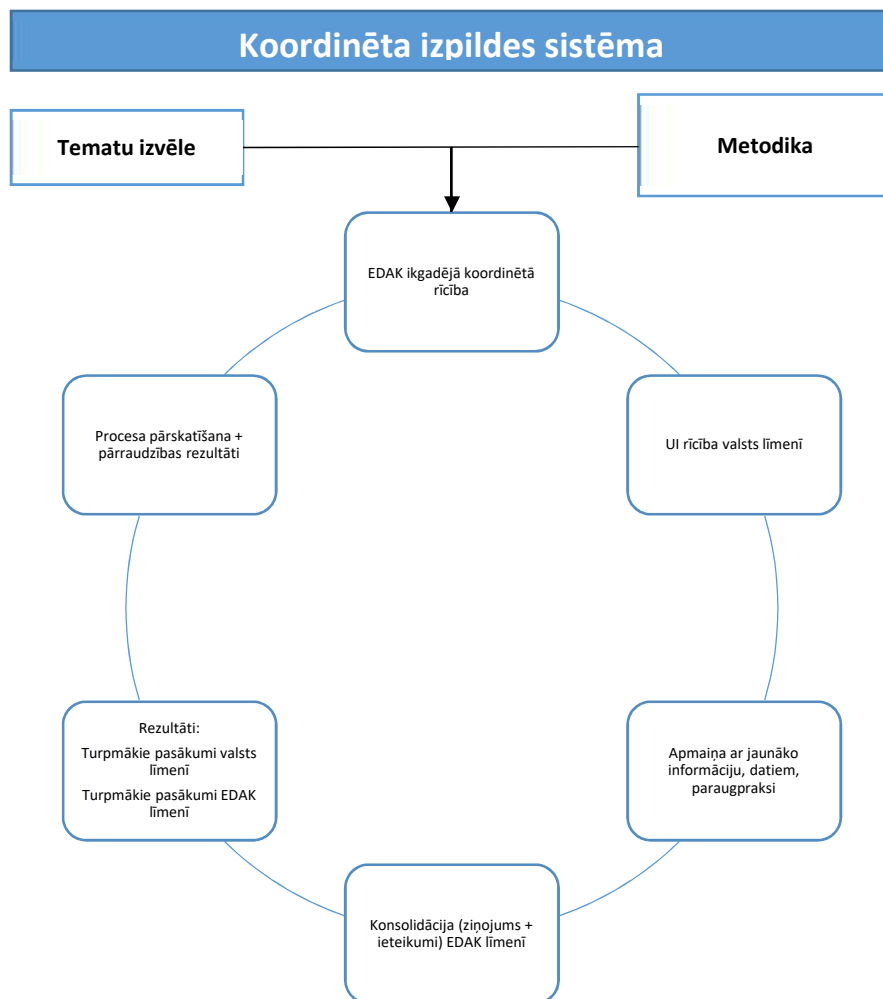 Koordinēta izpildes sistēma
Tematu izvēle
Metodika
EDAK ikgadējā koordinētā
rīcība
UI rīcība valsts līmenī
Apmaiņa ar jaunāko
informāciju, datiem,
paraugpraksi
Konsolidācija (ziņojums +
ieteikumi) EDAK līmenī
Rezultāti:
Turpmākie pasākumi valsts
līmenī
Turpmākie pasākumi EDAK
līmenī
Procesa pārskatīšana +
pārraudzības rezultāti